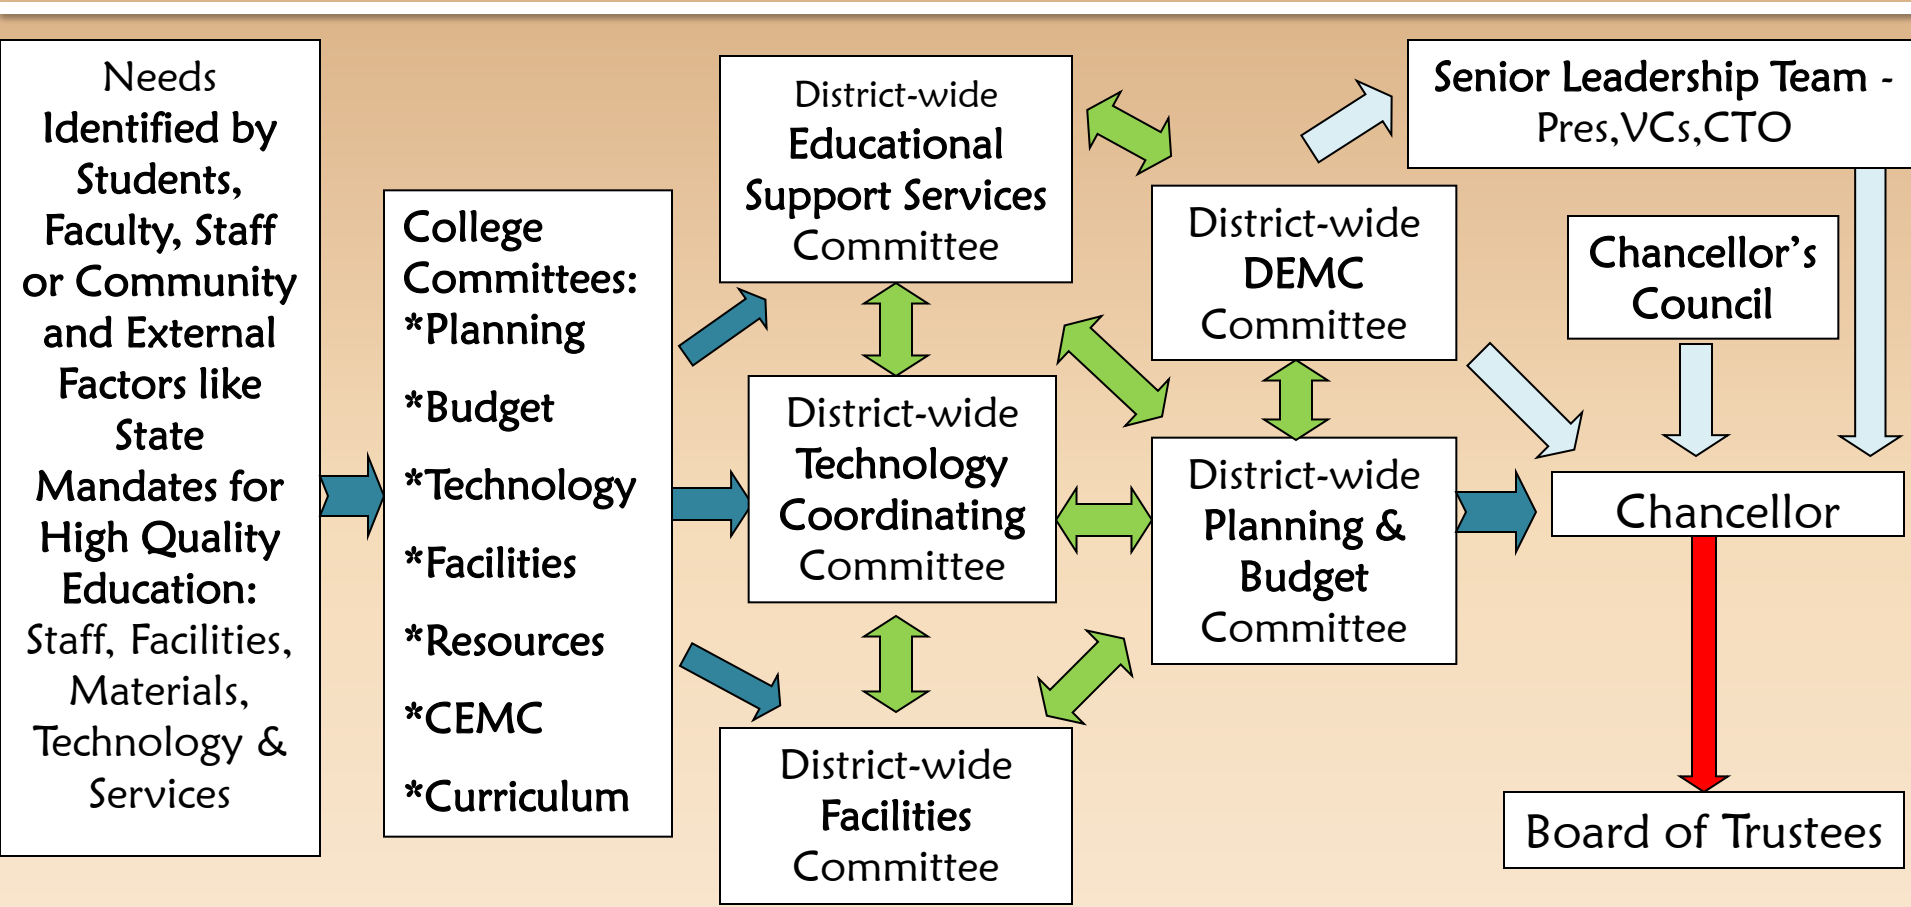 Needs
Identified by
Students,
Faculty, Staff
or Community
and External
Factors like
State
Mandates for
High Quality
Education:
Staff, Facilities,
Materials,
Technology &
Services
College
Committees:
*Planning
*Budget
*Technology
*Facilities
*Resources
*CEMC
*Curriculum
District-wide
Educational
Support Services
Committee
District-wide
Technology
Coordinating
Committee
District-wide
Facilities
Committee
District-wide
DEMC
Committee
District-wide
Planning &
Budget
Committee
Senior Leadership Team -
Pres,VCs,CTO
Chancellor's
Council
Chancellor
Board of Trustees